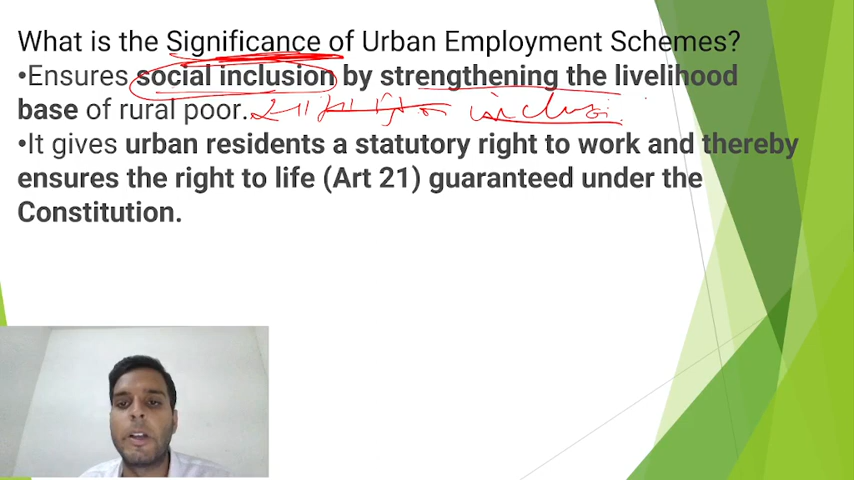 What is the Significance of Urban Employment Schemes?
•Ensures social inclusion by strengthening the livelihood
base of rural poor.
•It gives urban residents a statutory right to work and thereby
ensures the right to life (Art 21) guaranteed under the
Constitution.